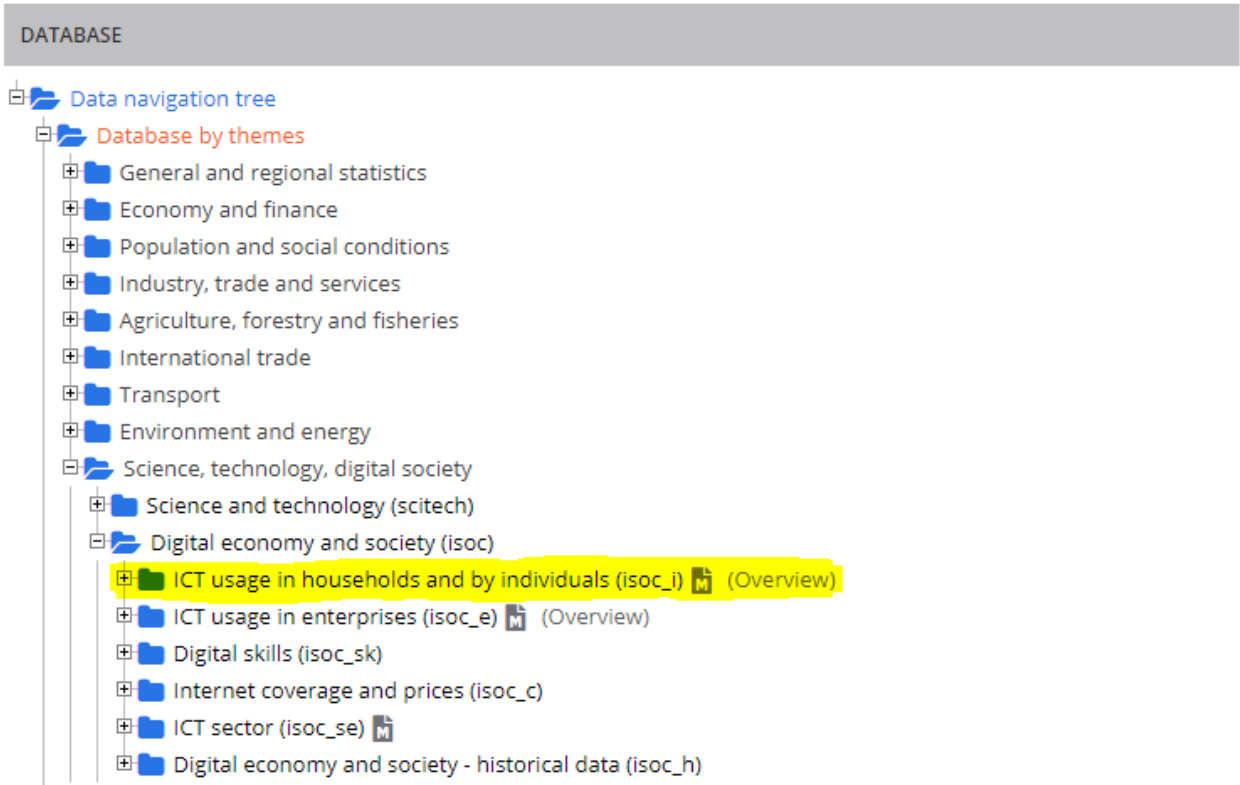 DATABASE
Data navigation tree
Database by themes
General and regional statistics
Economy and finance
Population and social conditions
Industry, trade and services
Agriculture, forestry and fisheries
International trade
Transport
Environment and energy
Science, technology, digital society
Science and technology (scitech)
Digital economy and society (isoc)
ICT usage in households and by individuals (isoc_i) M (Overview)
ICT usage in enterprises (isoc_e) M (Overview)
Digital skills (isoc_sk)
Internet coverage and prices (isoc_c)
ICT sector (isoc_se) M
Digital economy and society - historical data (isoc_h)